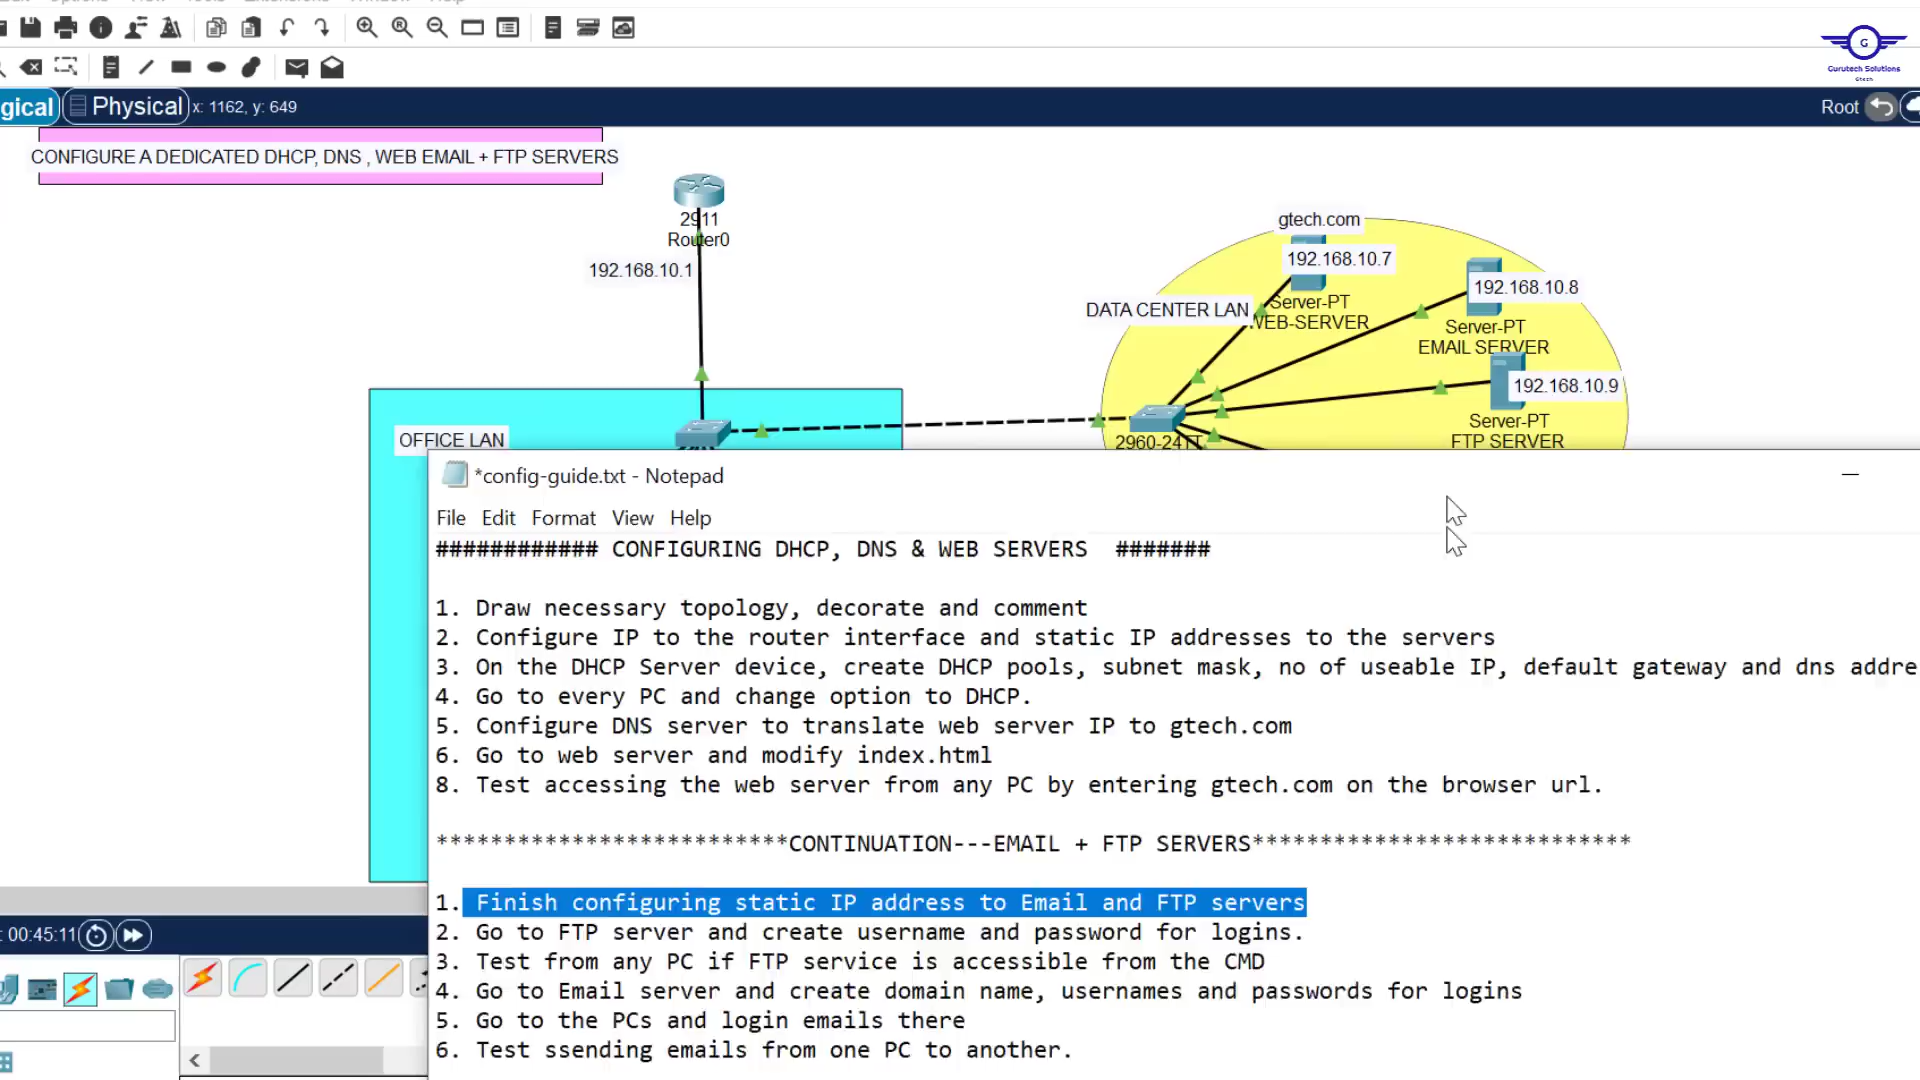 Options
View
Tools
Extensions
Window
Help
G
Gurutech Solutions
Gtech
gical
Physical
x: 1162, y: 649
Root
CONFIGURE A DEDICATED DHCP, DNS , WEB EMAIL + FTP SERVERS
2911
Router0
192.168.10.1
gtech.com
192.168.10.7
Server-PT
WEB-SERVER
192.168.10.8
Server-PT
EMAIL SERVER
DATA CENTER LAN
192.168.10.9
Server-PT
FTP SERVER
2960-24TT
OFFICE LAN
*config-guide.txt - Notepad
File Edit Format View Help
############ CONFIGURING DHCP, DNS & WEB SERVERS #######
1. Draw necessary topology, decorate and comment
2. Configure IP to the router interface and static IP addresses to the servers
3. On the DHCP Server device, create DHCP pools, subnet mask, no of useable IP, default gateway and dns addre
4. Go to every PC and change option to DHCP.
5. Configure DNS server to translate web server IP to gtech.com
6. Go to web server and modify index.html
8. Test accessing the web server from any PC by entering gtech.com on the browser url.
**************************CONTINUATION---EMAIL + FTP SERVERS****************************
1. Finish configuring static IP address to Email and FTP servers
2. Go to FTP server and create username and password for logins.
3. Test from any PC if FTP service is accessible from the CMD
4. Go to Email server and create domain name, usernames and passwords for logins
5. Go to the PCs and login emails there
6. Test ssending emails from one PC to another.
: 00:45:11